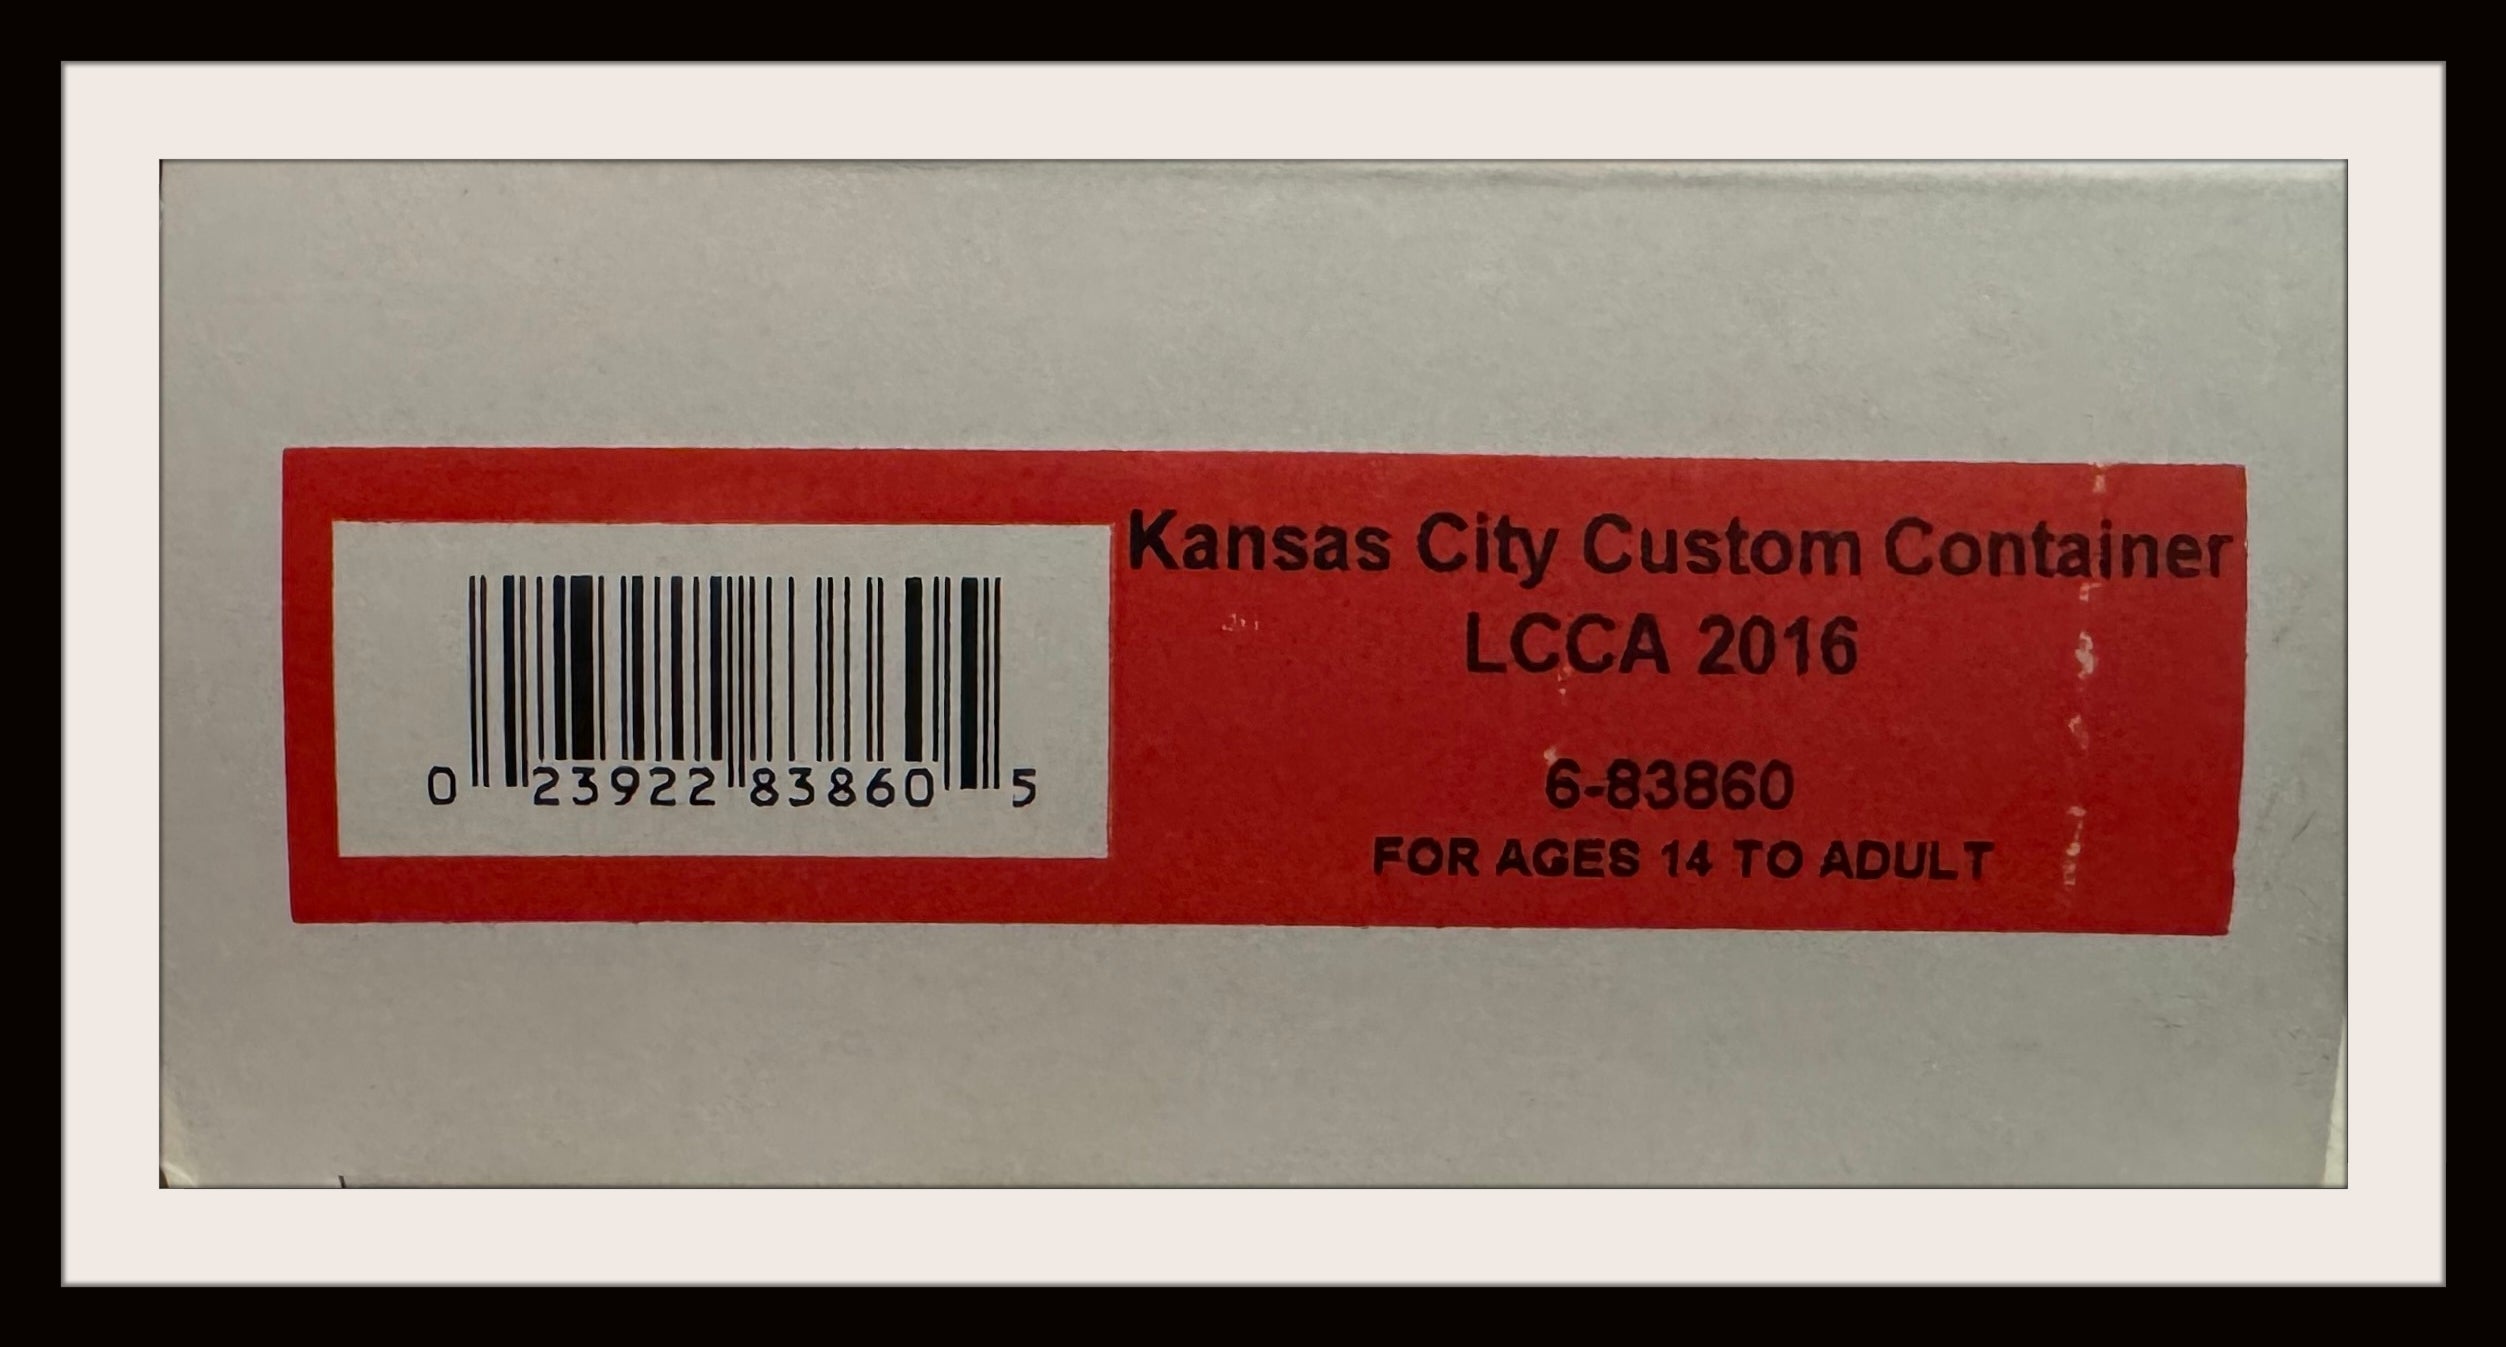 Kansas City Custom Container
LCCA 2016
6-83860
FOR AGES 14 TO ADULT
0 23922 83860 5